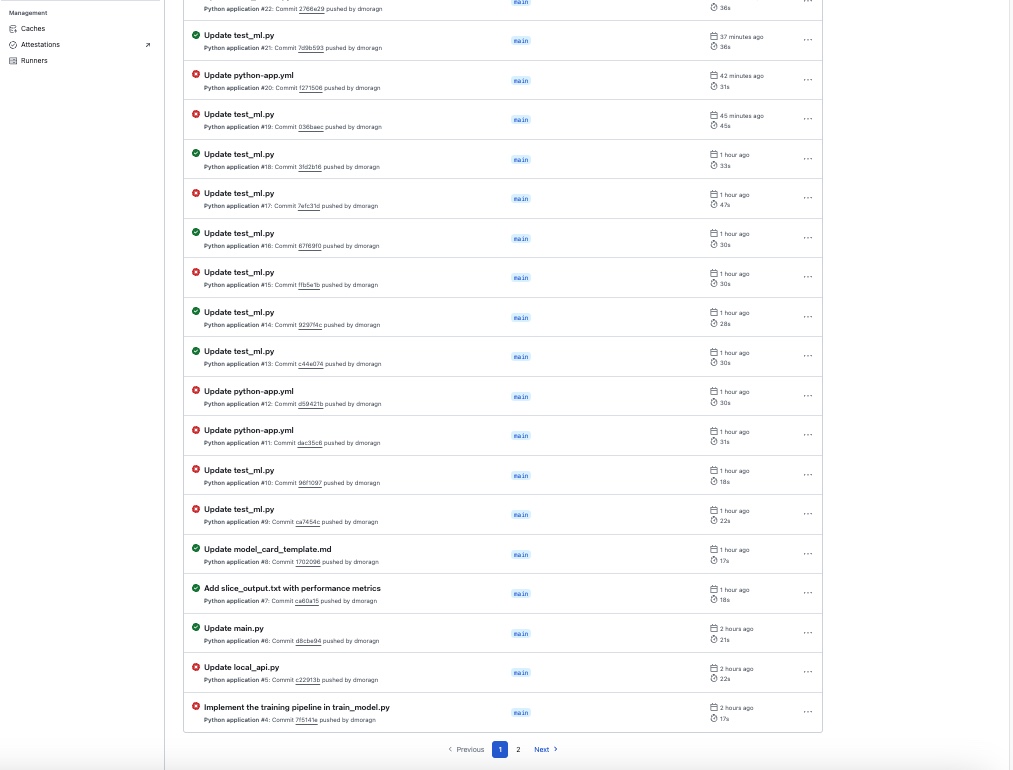 Management
Caches
Attestations
Runners
Python application #22: Commit 2766e29 pushed by dmoragn
main
36s
Update test_ml.py
Python application #21: Commit 7d9b593 pushed by dmoragn
main
37 minutes ago
36s
Update python-app.yml
Python application #20: Commit f271506 pushed by dmoragn
main
42 minutes ago
31s
Update test_ml.py
Python application #19: Commit 036baec pushed by dmoragn
main
45 minutes ago
45s
Update test_ml.py
Python application #18: Commit 3fd2b16 pushed by dmoragn
main
1 hour ago
33s
Update test_ml.py
Python application #17: Commit 7efc31d pushed by dmoragn
main
1 hour ago
47s
Update test_ml.py
Python application #16: Commit 67f69f0 pushed by dmoragn
main
1 hour ago
30s
Update test_ml.py
Python application #15: Commit ffb5e1b pushed by dmoragn
main
1 hour ago
30s
Update test_ml.py
Python application #14: Commit 9297f4c pushed by dmoragn
main
1 hour ago
28s
Update test_ml.py
Python application #13: Commit c44e074 pushed by dmoragn
main
1 hour ago
30s
Update python-app.yml
Python application #12: Commit d59421b pushed by dmoragn
main
1 hour ago
30s
Update python-app.yml
Python application #11: Commit dac35c6 pushed by dmoragn
main
1 hour ago
31s
Update test_ml.py
Python application #10: Commit 96f1097 pushed by dmoragn
main
1 hour ago
18s
Update test_ml.py
Python application #9: Commit ca7454c pushed by dmoragn
main
1 hour ago
22s
Update model_card_template.md
Python application #8: Commit 1702096 pushed by dmoragn
main
1 hour ago
17s
Add slice_output.txt with performance metrics
Python application #7: Commit ca60a15 pushed by dmoragn
main
1 hour ago
18s
Update main.py
Python application #6: Commit d8cbe94 pushed by dmoragn
main
2 hours ago
21s
Update local_api.py
Python application #5: Commit c22913b pushed by dmoragn
main
2 hours ago
22s
Implement the training pipeline in train_model.py
Python application #4: Commit 7f5141e pushed by dmoragn
main
2 hours ago
17s
Previous 1 2 Next